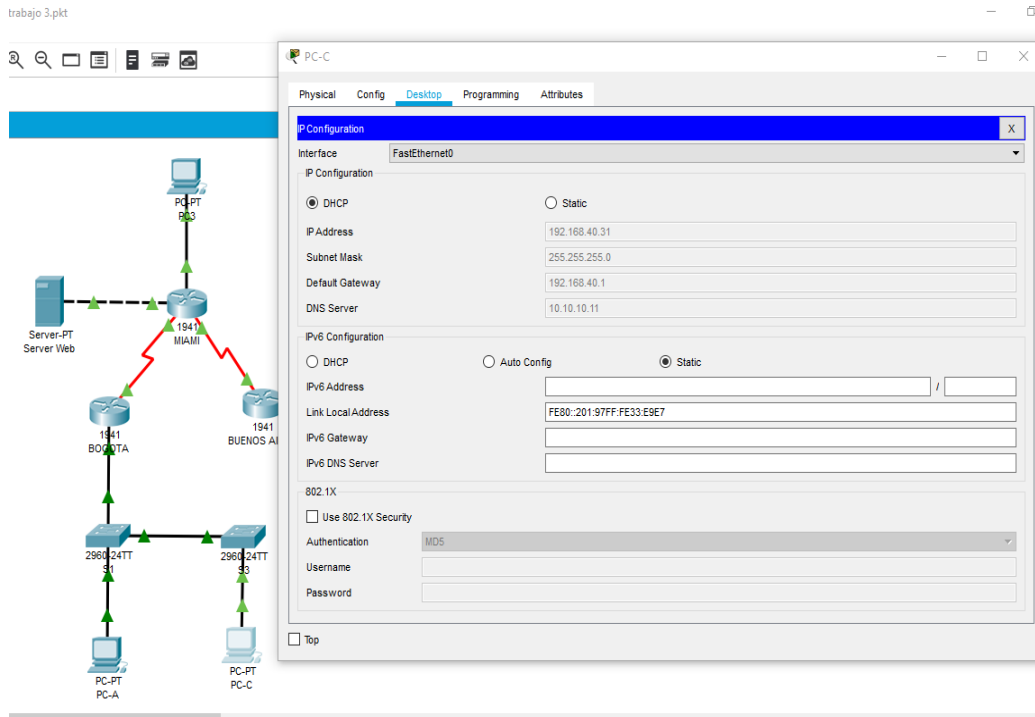 trabajo 3.pkt
PC-C
Physical Config Desktop Programming Attributes
IP Configuration X
Interface FastEthernet0
IP Configuration
DHCP Static
IP Address 192.168.40.31
Subnet Mask 255.255.255.0
Default Gateway 192.168.40.1
DNS Server 10.10.10.11
IPv6 Configuration
DHCP Auto Config Static
IPv6 Address /
Link Local Address FE80::201:97FF:FE33:E9E7
IPv6 Gateway
IPv6 DNS Server
802.1X
Use 802.1X Security
Authentication MD5
Username
Password
Top
PC-PT
PC3
Server-PT
Server Web
1941
MIAMI
1941
BOGOTA
1941
BUENOS AI
2960-24TT
S1
2960-24TT
S3
PC-PT
PC-A
PC-PT
PC-C